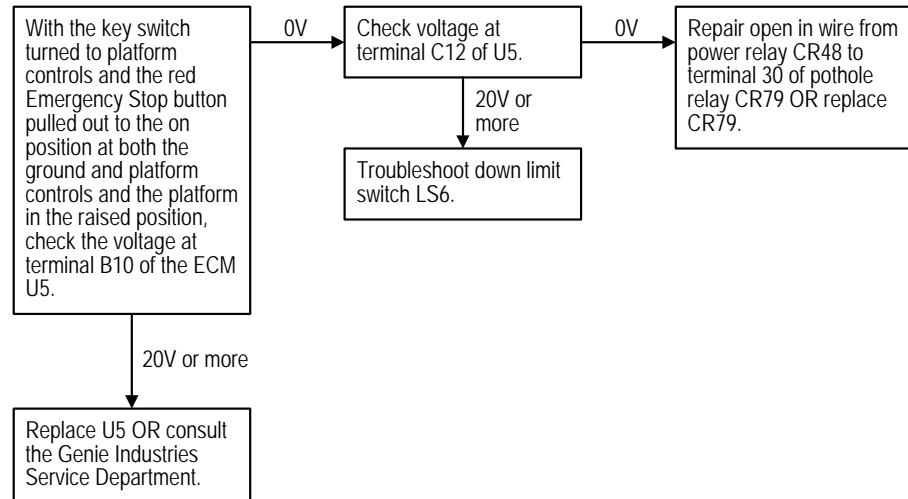 With the key switch
turned to platform
controls and the red
Emergency Stop button
pulled out to the on
position at both the
ground and platform
controls and the platform
in the raised position,
check the voltage at
terminal B10 of the ECM
U5.
0V
Check voltage at
terminal C12 of U5.
0V
Repair open in wire from
power relay CR48 to
terminal 30 of pothole
relay CR79 OR replace
CR79.
20V or
more
Troubleshoot down limit
switch LS6.
20V or more
Replace U5 OR consult
the Genie Industries
Service Department.